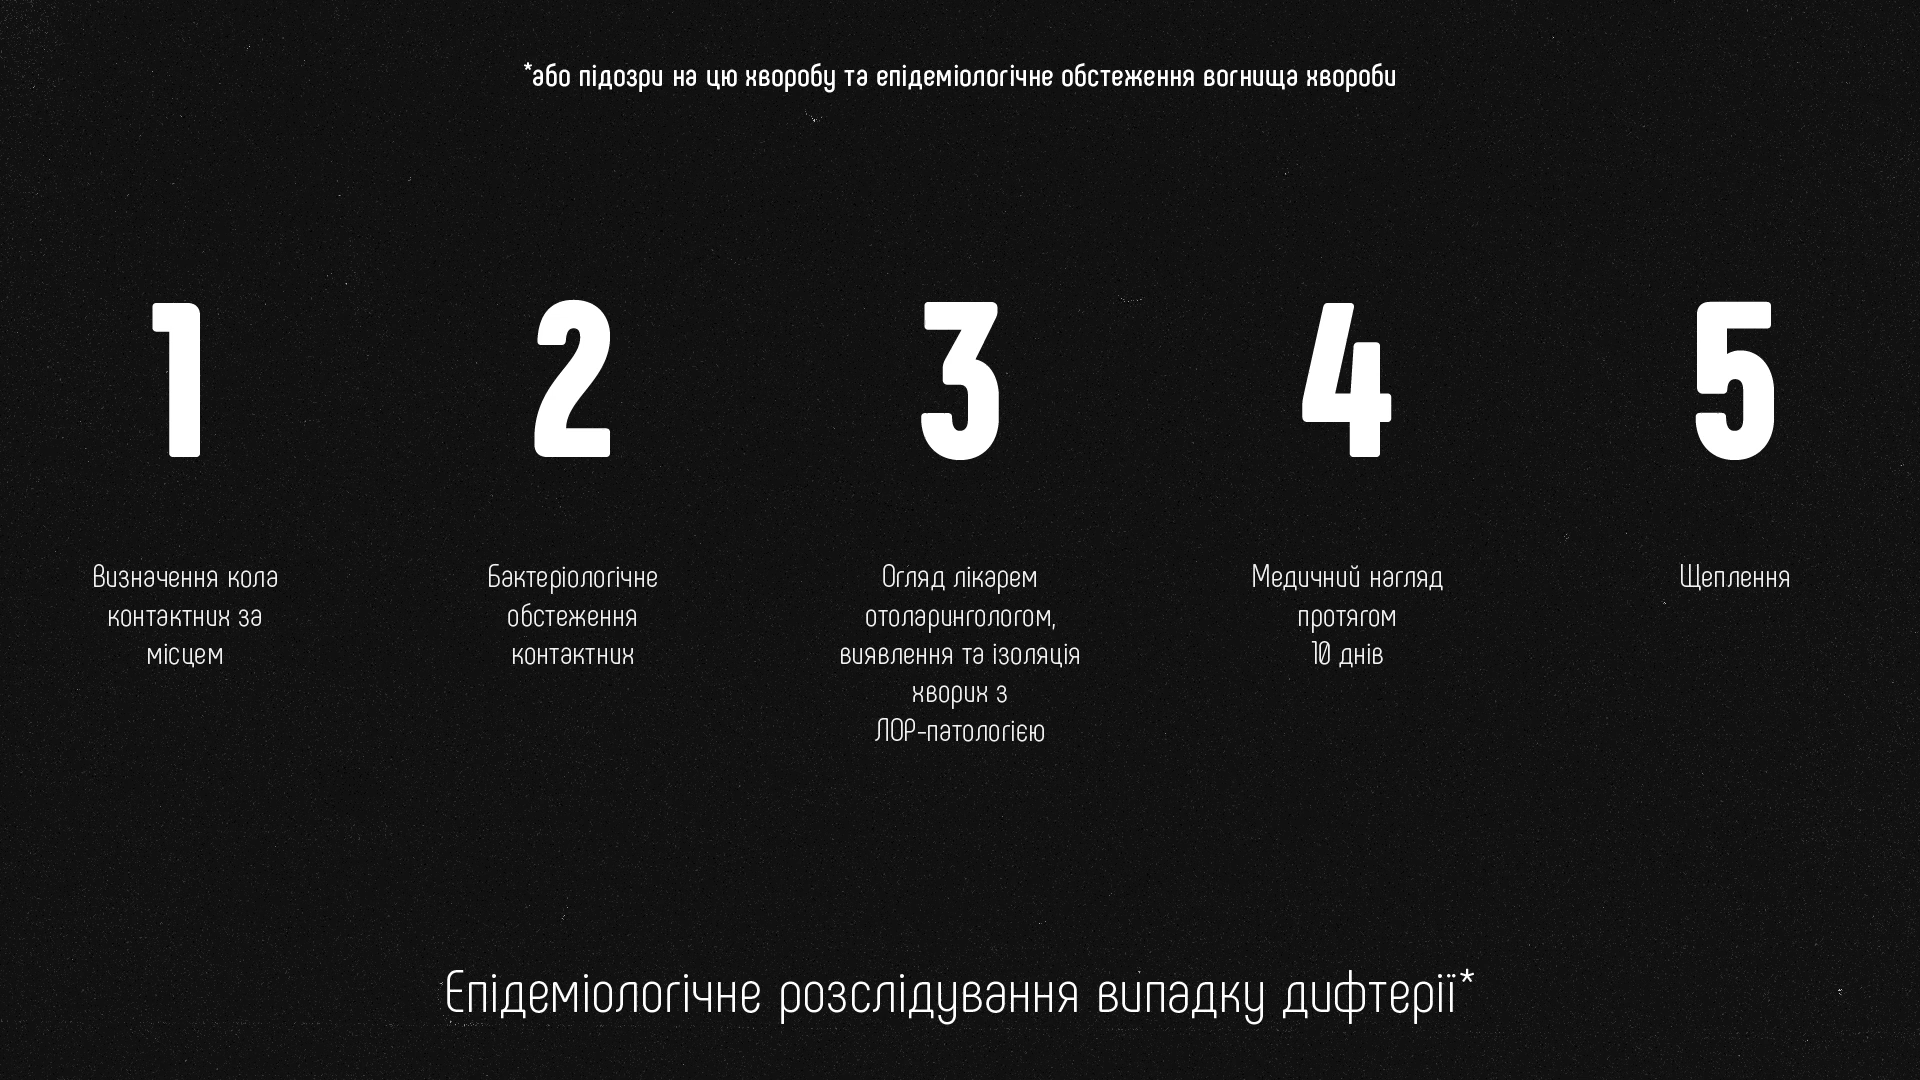 *або підозри на цю хворобу та епідеміологічне обстеження вогнища хвороби
1
Визначення кола
контактних за
місцем
2
Бактеріологічне
обстеження
контактних
3
Огляд лікарем
отоларингологом,
виявлення та ізоляція
хворих з
ЛОР-патологією
4
Медичний нагляд
протягом
10 днів
5
Щеплення
Епідеміологічне розслідування випадку дифтерії*